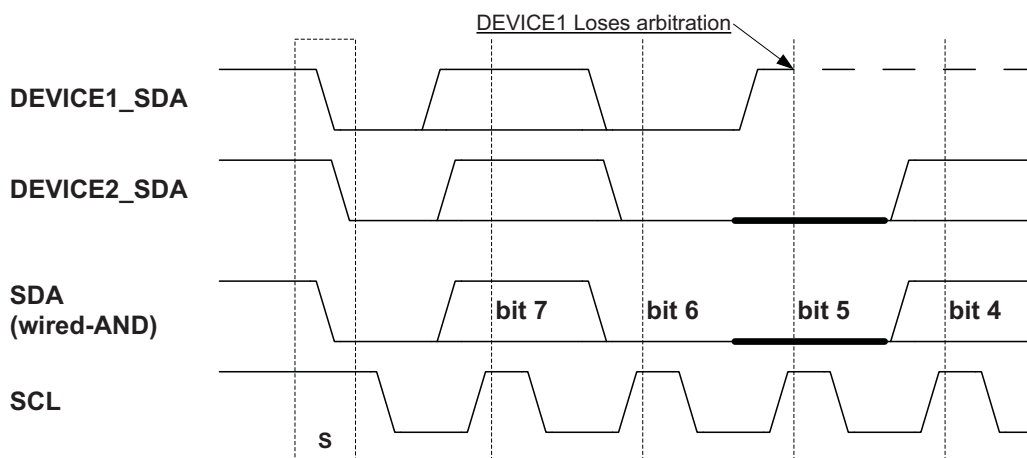 DEVICE1 Loses arbitration
DEVICE1_SDA
DEVICE2_SDA
SDA
(wired-AND)
bit 7 bit 6 bit 5 bit 4
SCL
S